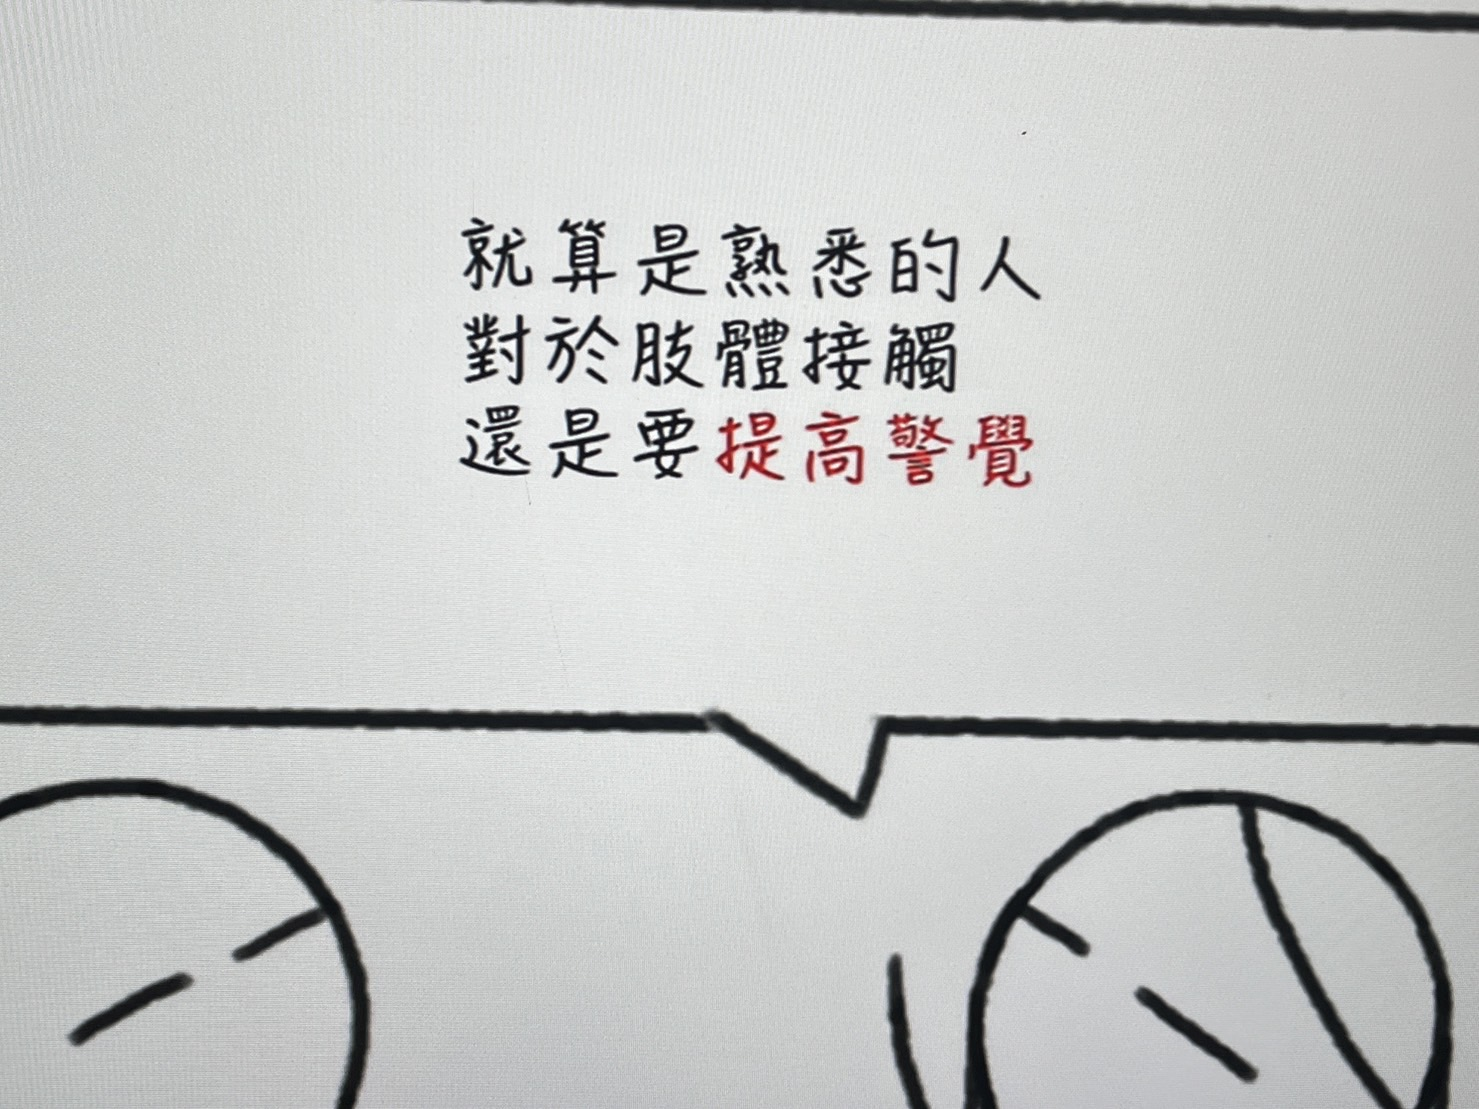 就算是熟悉的人
對於肢體接觸
還是要提高警覺